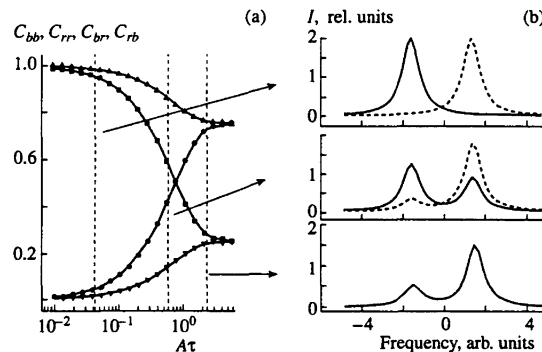 (a)
C_bb, C_rr, C_br, C_rb
1.0
0.6
0.2
10^-2 10^-1 10^0
Aτ
I, rel. units (b)
2
1
0
2
1
0
2
1
0
-4 0 4
Frequency, arb. units